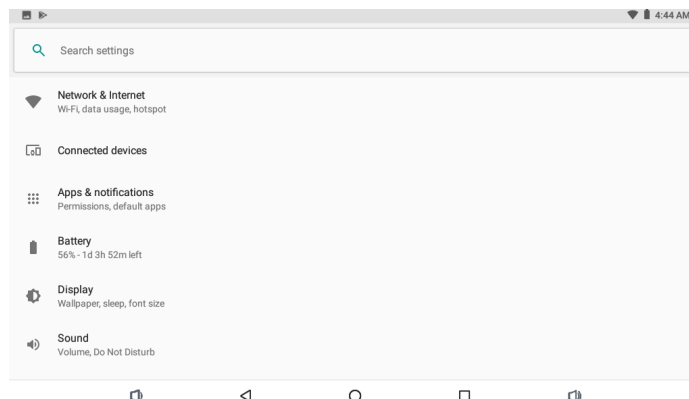 4:44 AM
Search settings
Network & Internet
Wi-Fi, data usage, hotspot
Connected devices
Apps & notifications
Permissions, default apps
Battery
56% - 1d 3h 52m left
Display
Wallpaper, sleep, font size
Sound
Volume, Do Not Disturb